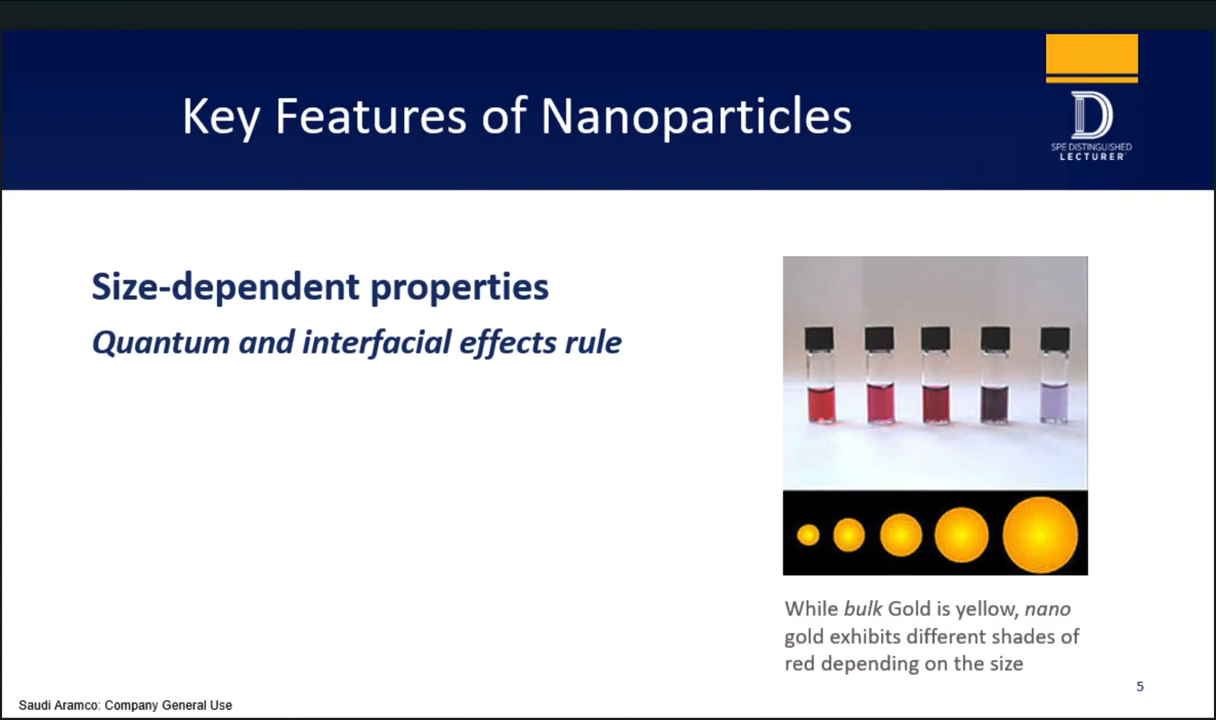 Key Features of Nanoparticles
D
SPE DISTINGUISHED
LECTURER
Size-dependent properties
Quantum and interfacial effects rule
While bulk Gold is yellow, nano
gold exhibits different shades of
red depending on the size
5
Saudi Aramco: Company General Use